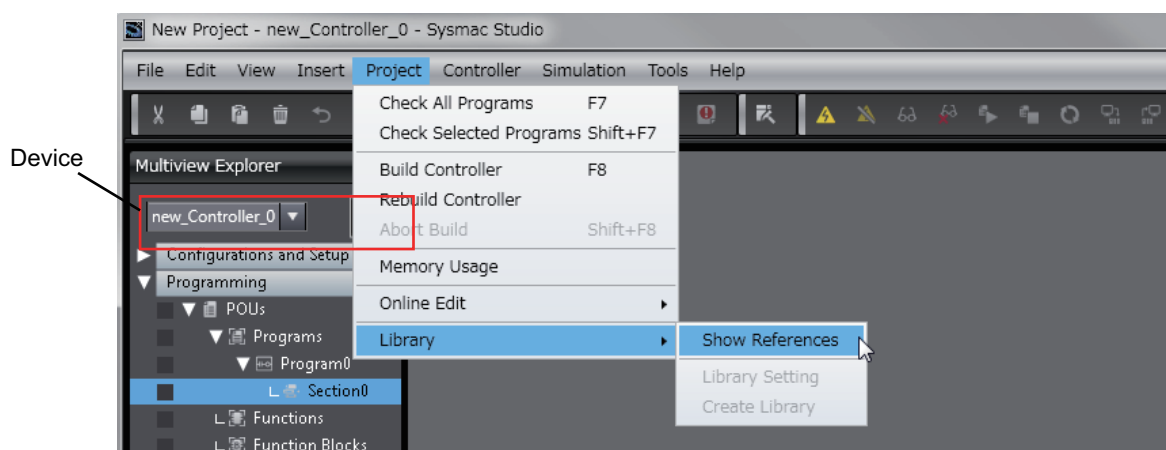 New Project - new_Controller_0 - Sysmac Studio
File Edit View Insert Project Controller Simulation Tools Help
Check All Programs F7
Check Selected Programs Shift+F7
Device
Multiview Explorer
Build Controller F8
new_Controller_0
Rebuild Controller
Abort Build Shift+F8
Configurations and Setup
Memory Usage
Programming
POUs
Online Edit
Programs
Library
Show References
Program0
Library Setting
Section0
Create Library
Functions
Function Blocks